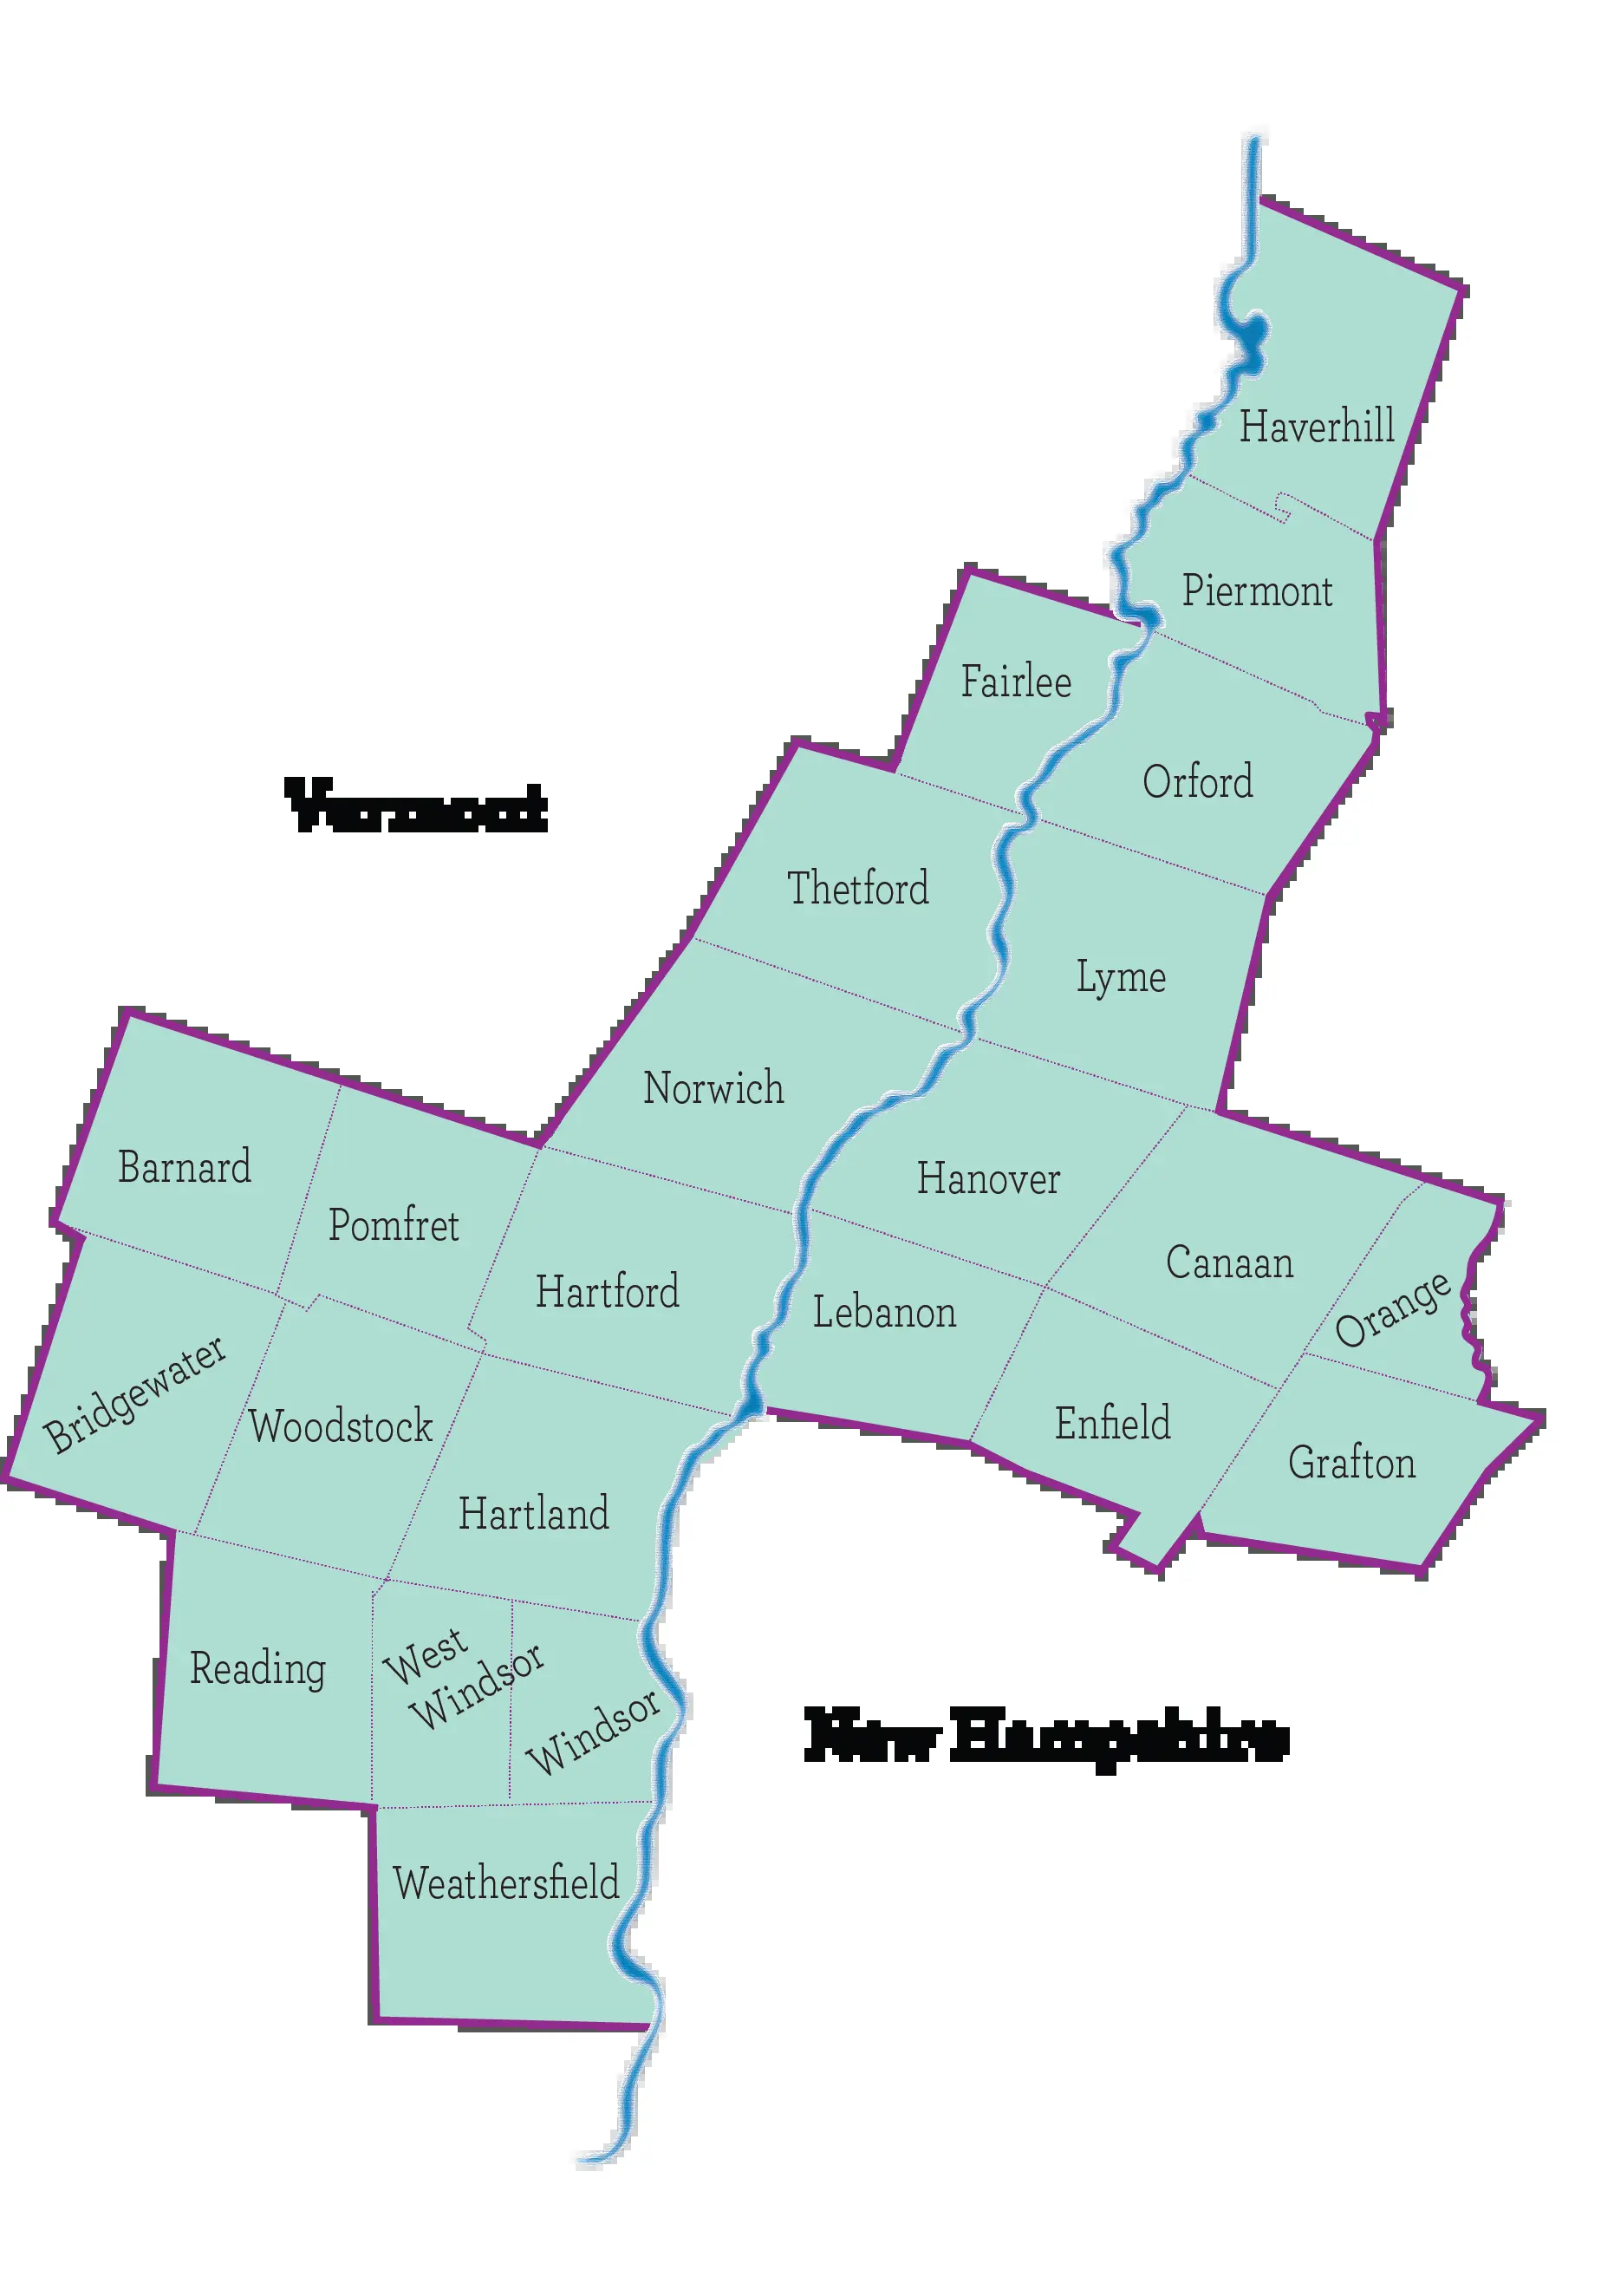 Haverhill
Piermont
Fairlee
Orford
Vermont
Thetford
Lyme
Norwich
Barnard
Hanover
Pomfret
Canaan
Hartford
Lebanon
Orange
Bridgewater
Woodstock
Enfield
Grafton
Hartland
Reading
West
Windsor
Windsor
New Hampshire
Weathersfield